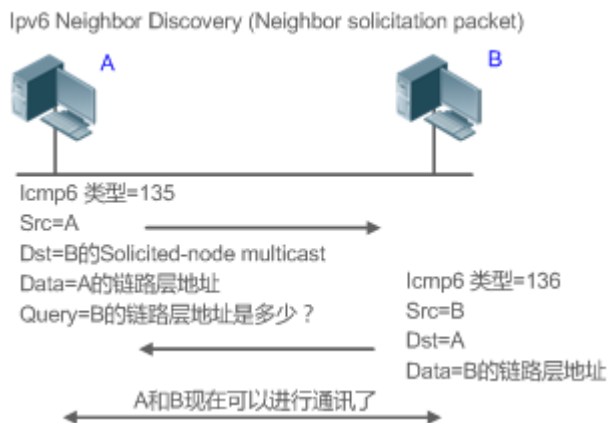 Ipv6 Neighbor Discovery (Neighbor solicitation packet)
A
B
Icmp6 类型=135
Src=A
Dst=B的Solicited-node multicast
Data=A的链路层地址
Query=B的链路层地址是多少？
Icmp6 类型=136
Src=B
Dst=A
Data=B的链路层地址
A和B现在可以进行通讯了